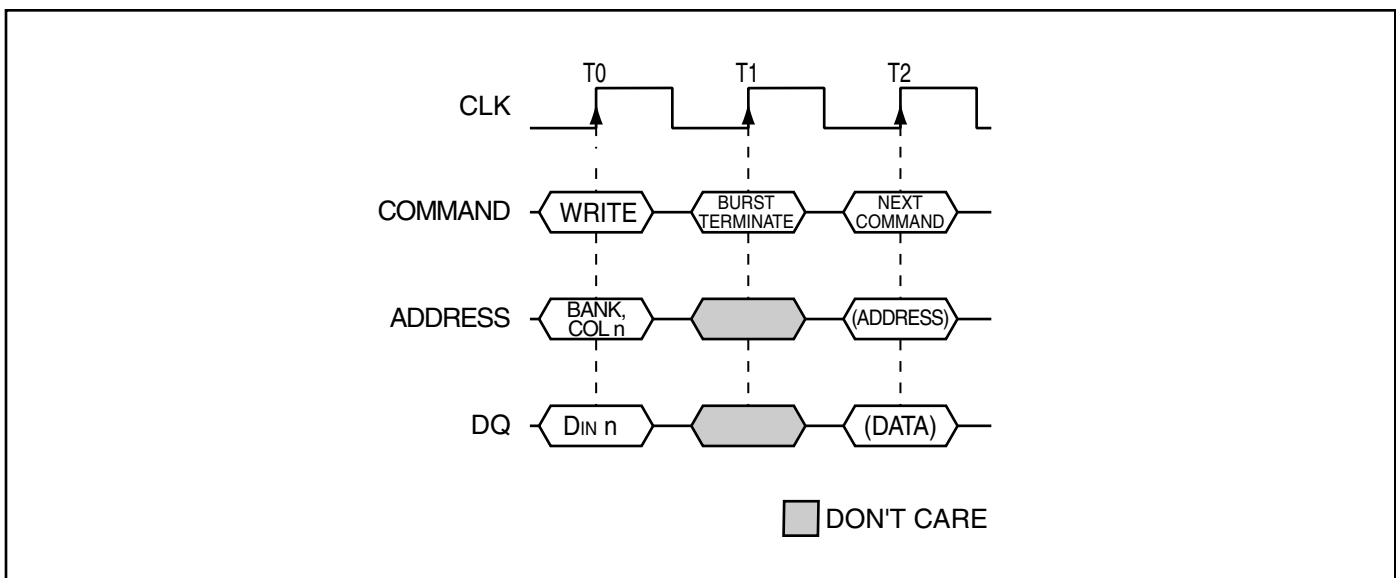 T0 T1 T2
CLK
COMMAND WRITE BURST TERMINATE NEXT COMMAND
ADDRESS BANK, COL n (ADDRESS)
DQ DIN n (DATA)
DON'T CARE